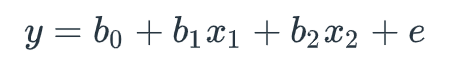 y = b₀ + b₁x₁ + b₂x₂ + e